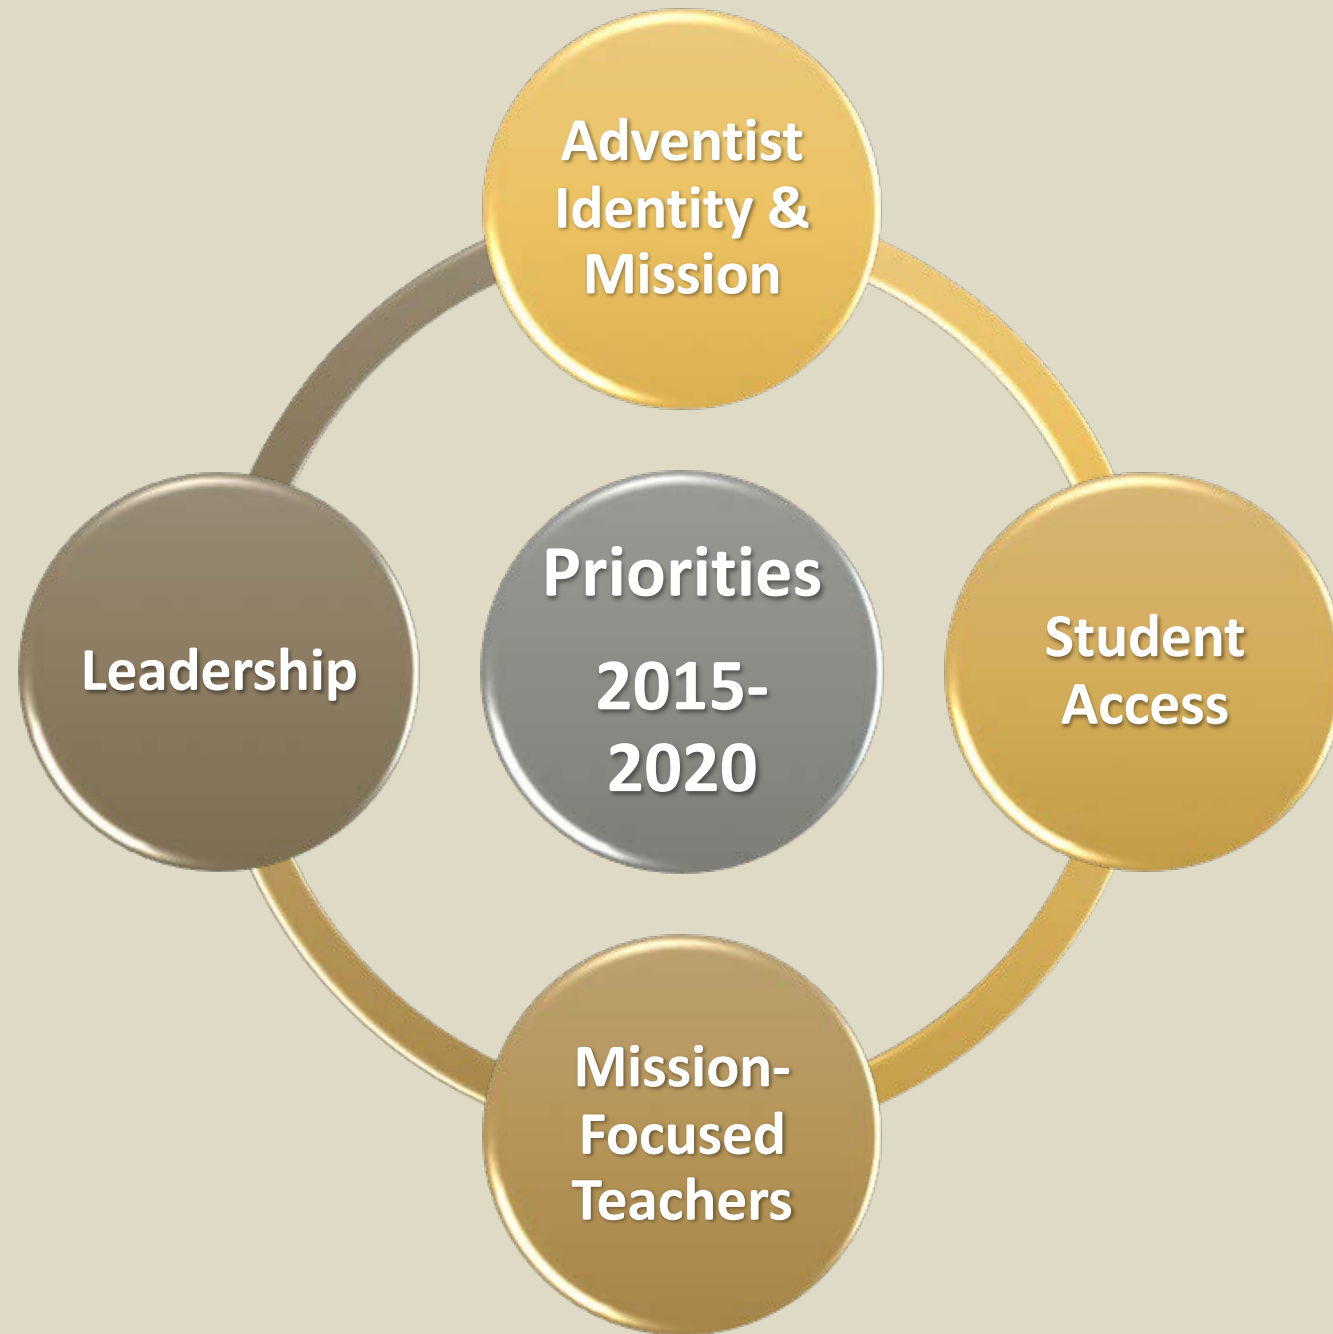 Adventist
Identity &
Mission
Priorities
2015-
2020
Leadership
Student
Access
Mission-
Focused
Teachers